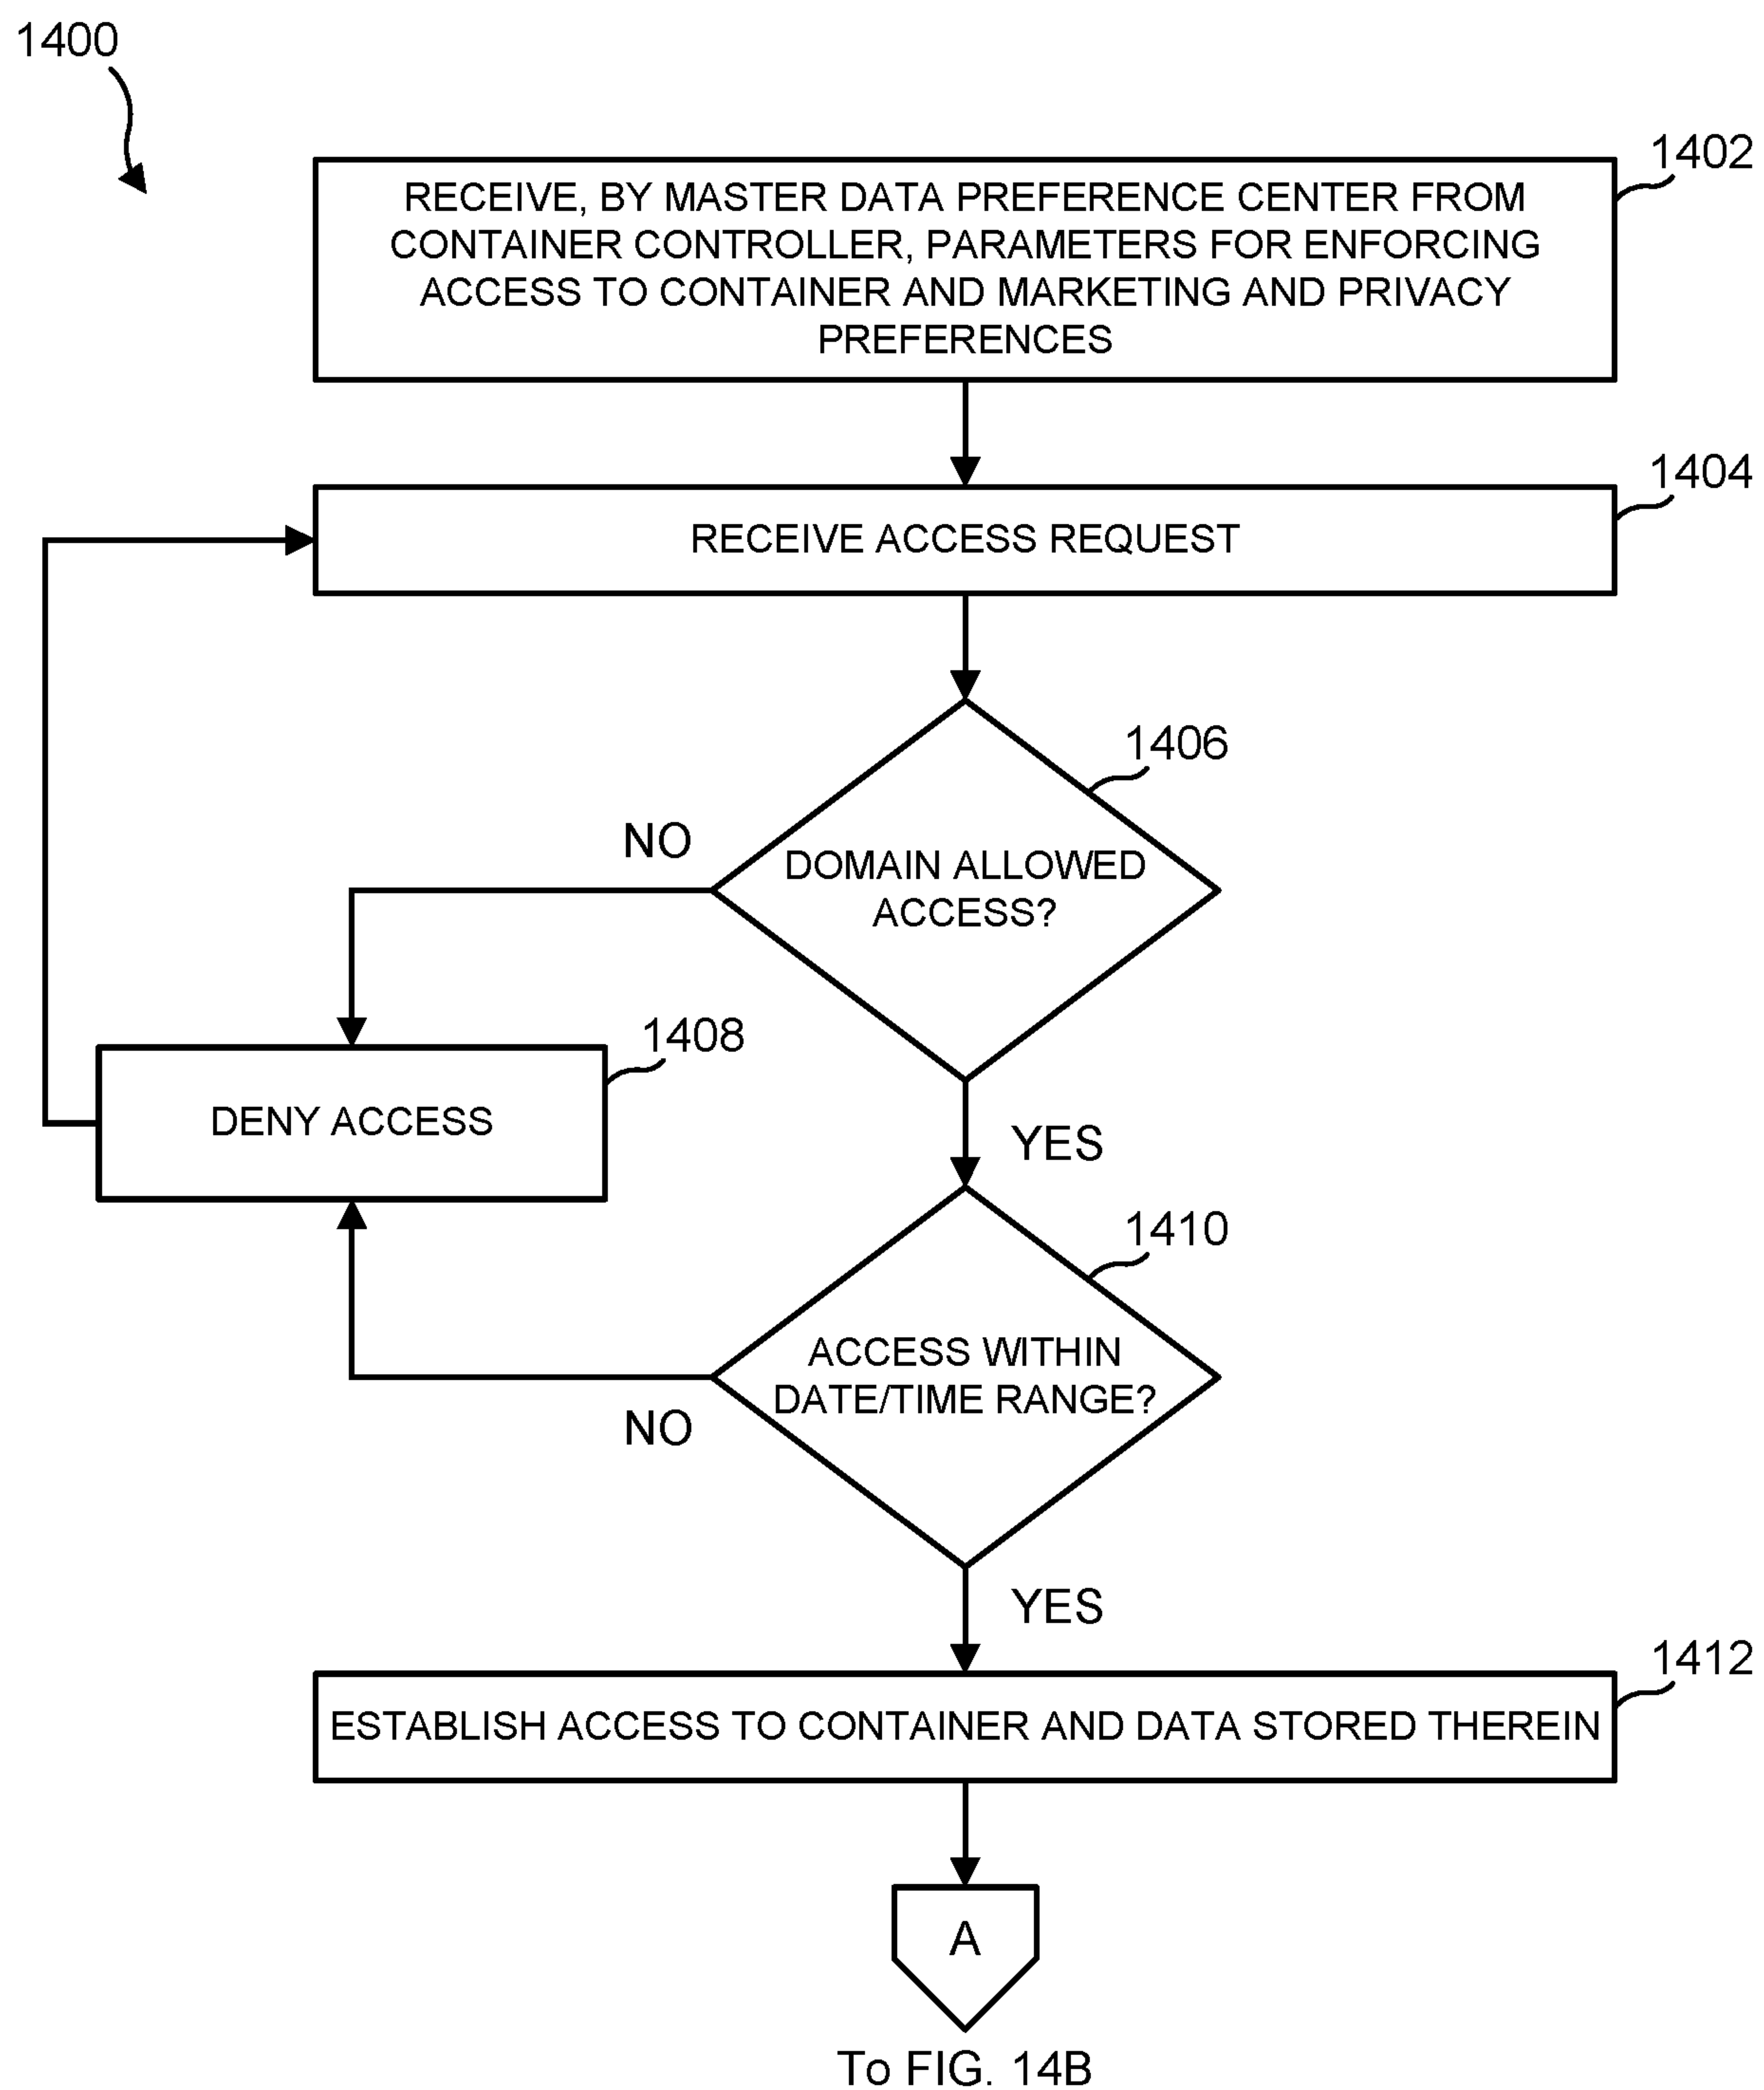 1400
1402
RECEIVE, BY MASTER DATA PREFERENCE CENTER FROM
CONTAINER CONTROLLER, PARAMETERS FOR ENFORCING
ACCESS TO CONTAINER AND MARKETING AND PRIVACY
PREFERENCES
1404
RECEIVE ACCESS REQUEST
1406
NO
DOMAIN ALLOWED
ACCESS?
1408
DENY ACCESS
YES
1410
ACCESS WITHIN
DATE/TIME RANGE?
NO
YES
1412
ESTABLISH ACCESS TO CONTAINER AND DATA STORED THEREIN
A
To FIG. 14B